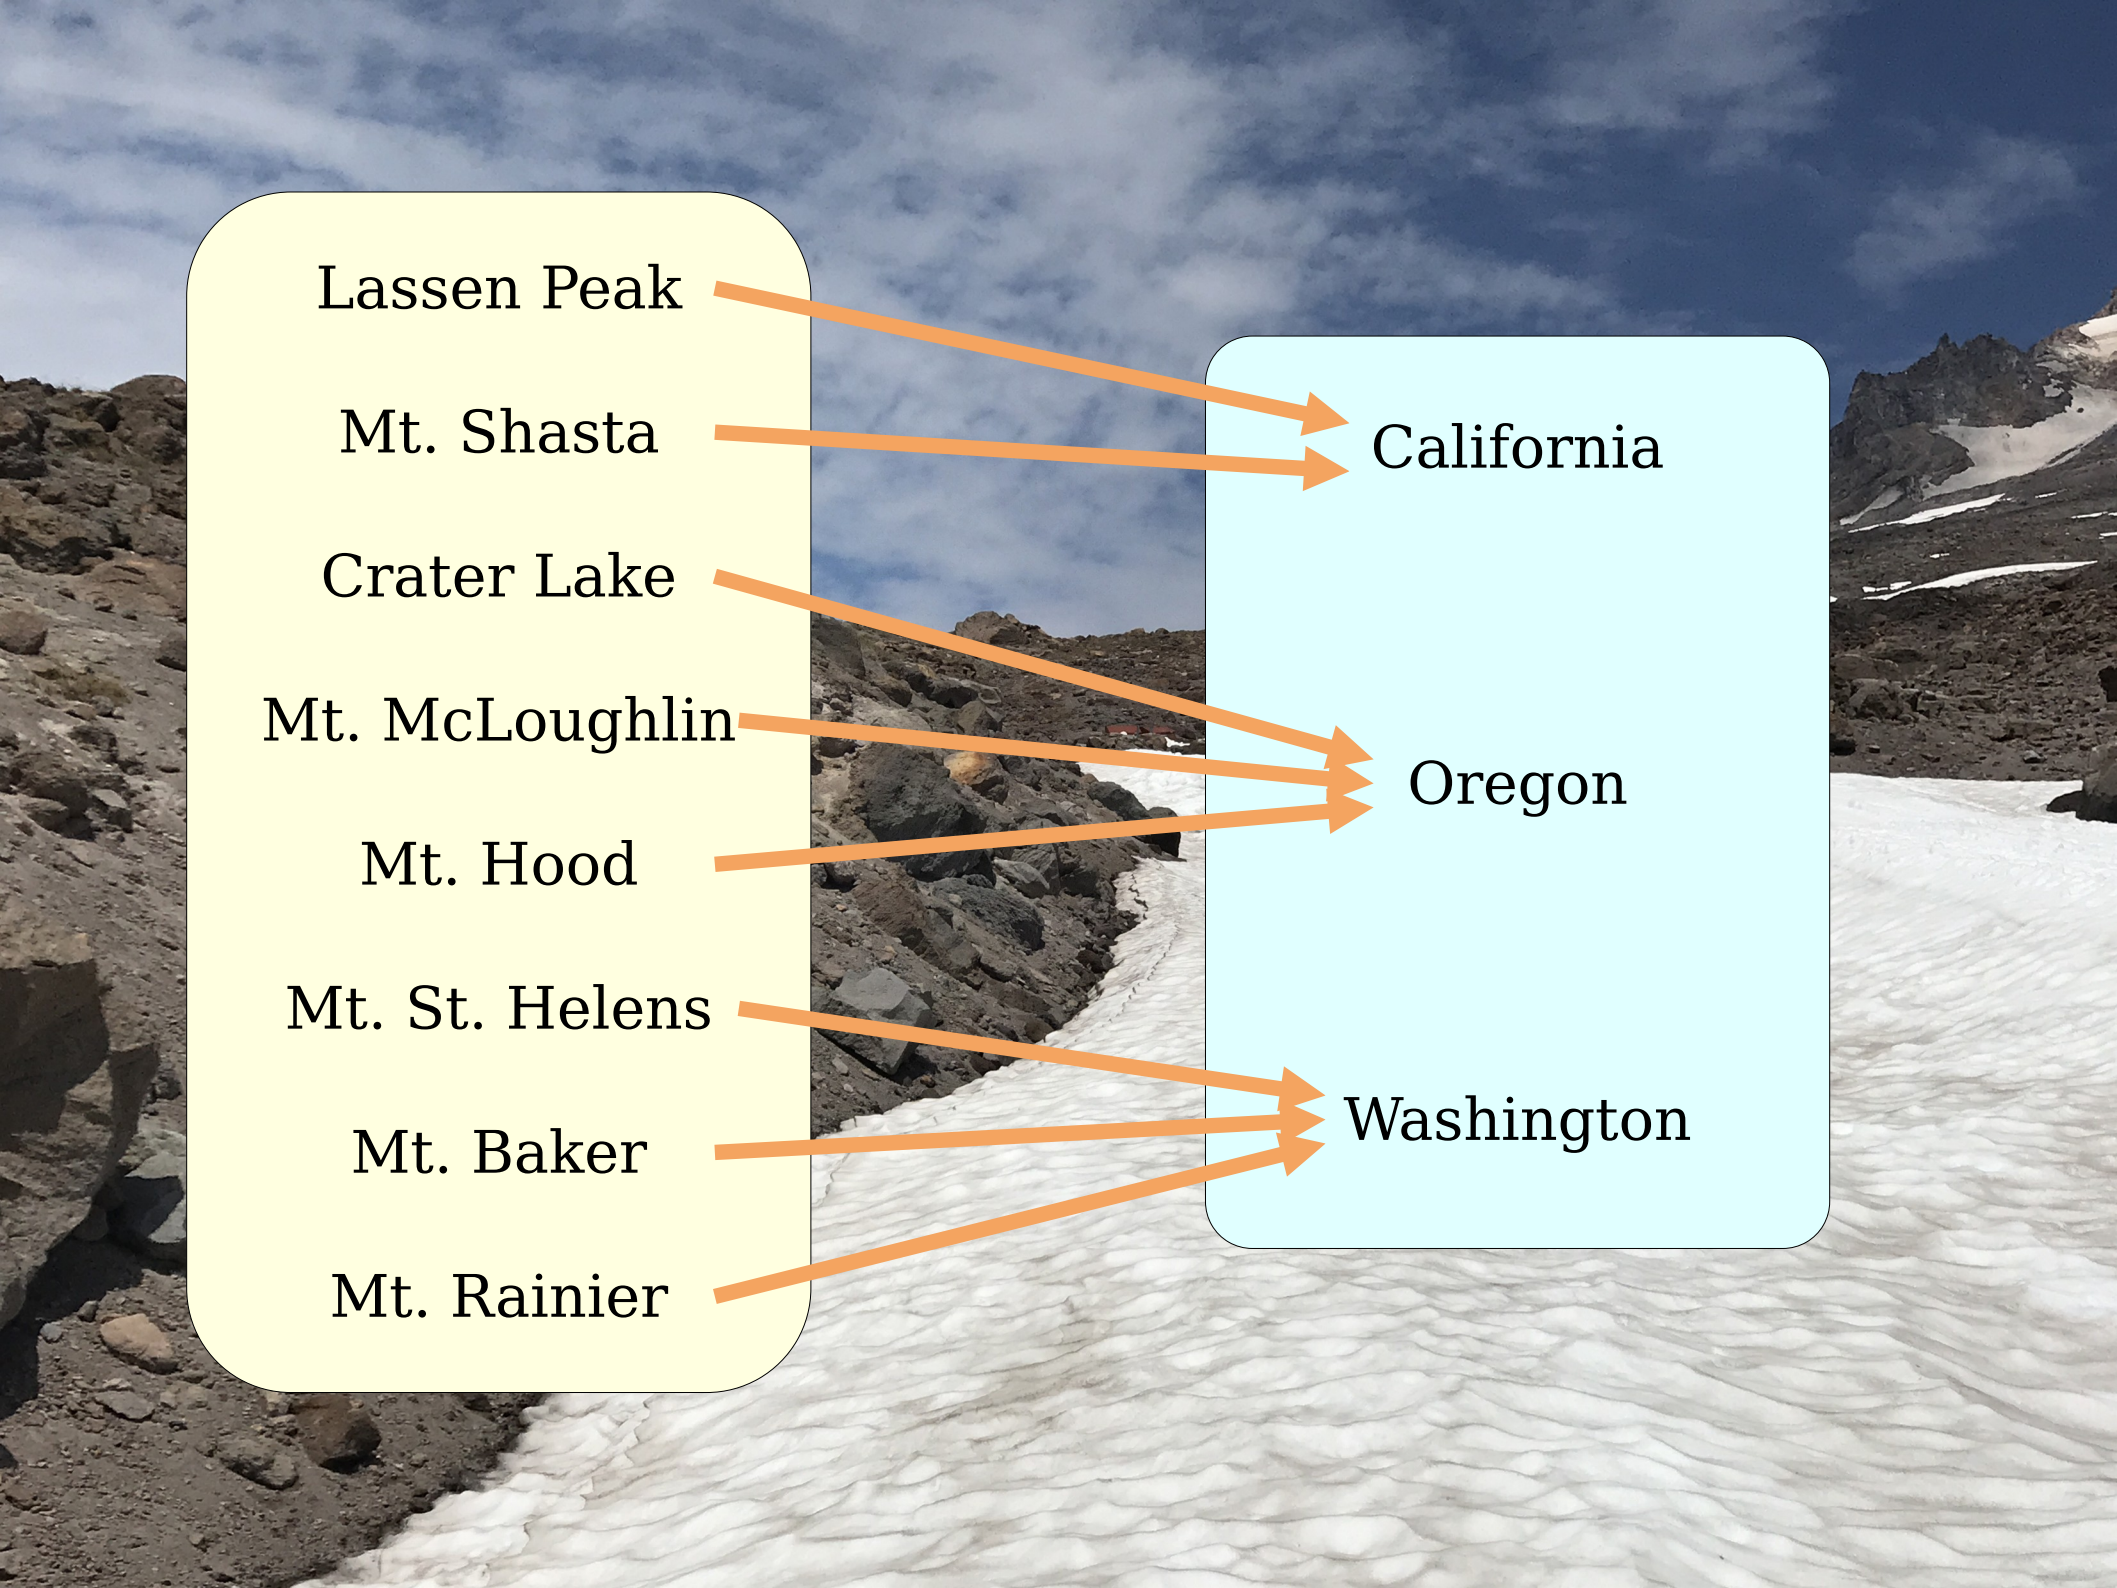 Lassen Peak
Mt. Shasta
Crater Lake
Mt. McLoughlin
Mt. Hood
Mt. St. Helens
Mt. Baker
Mt. Rainier
California
Oregon
Washington